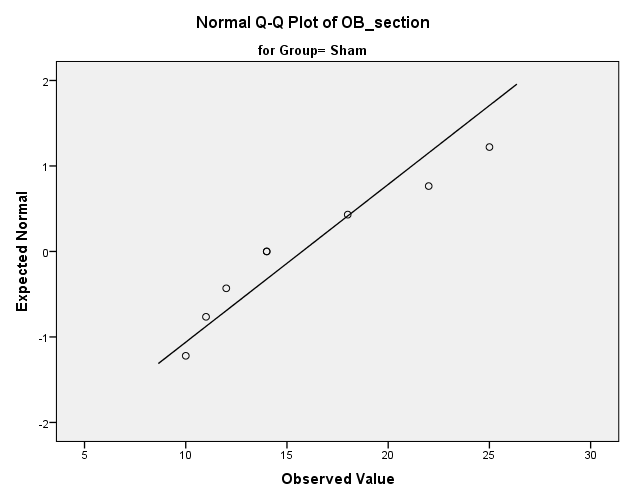 Normal Q-Q Plot of OB_section
for Group= Sham
2
1
0
-1
-2
Expected Normal
5 10 15 20 25 30
Observed Value